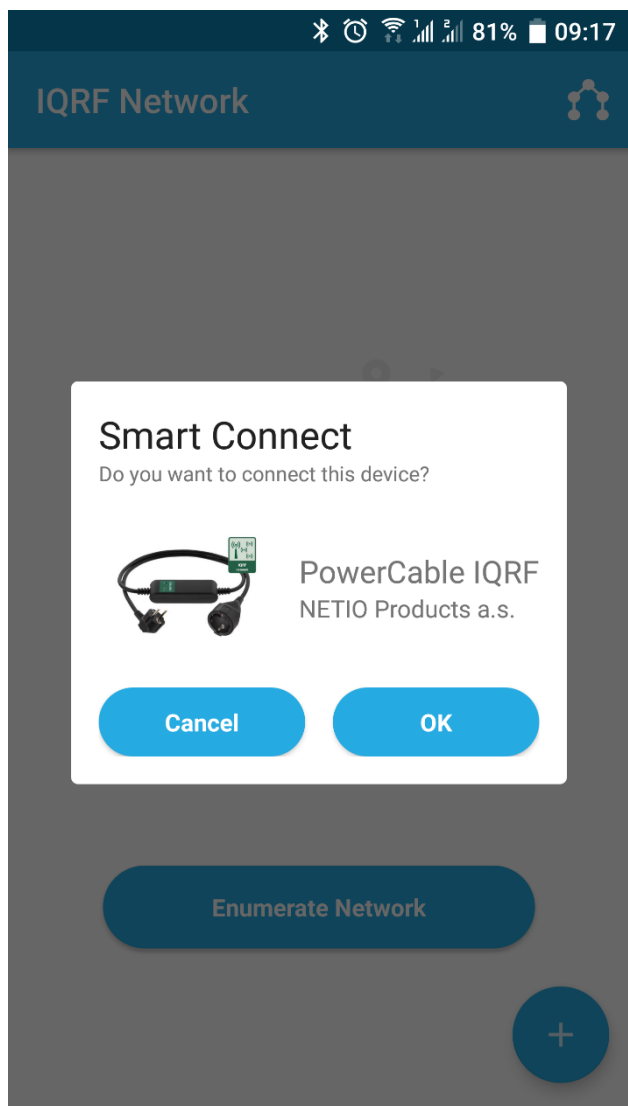 81% 09:17
IQRF Network
Smart Connect
Do you want to connect this device?
PowerCable IQRF
NETIO Products a.s.
Cancel
OK
Enumerate Network
+